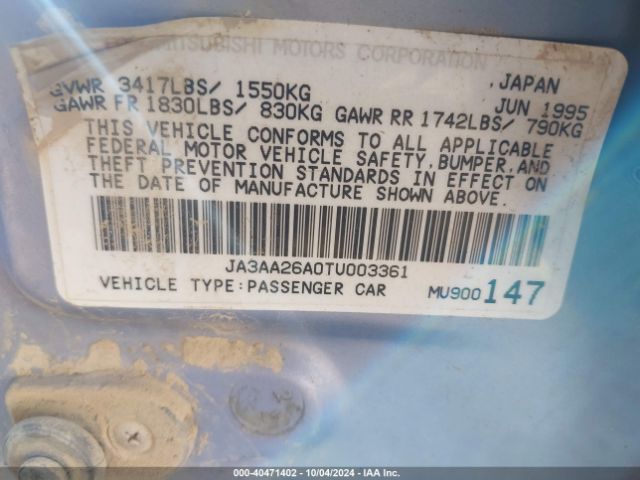 MITSUBISHI MOTORS CORPORATION
GVWR 3417LBS/ 1550KG , JAPAN
GAWR FR 1830LBS/ 830KG GAWR RR 1742LBS/ 790KG JUN 1995
THIS VEHICLE CONFORMS TO ALL APPLICABLE
FEDERAL MOTOR VEHICLE SAFETY, BUMPER, AND
THEFT PREVENTION STANDARDS IN EFFECT ON
THE DATE OF MANUFACTURE SHOWN ABOVE.
JA3AA26A0TU003361
VEHICLE TYPE:PASSENGER CAR MU900147
000-40471402 - 10/04/2024 - IAA Inc.